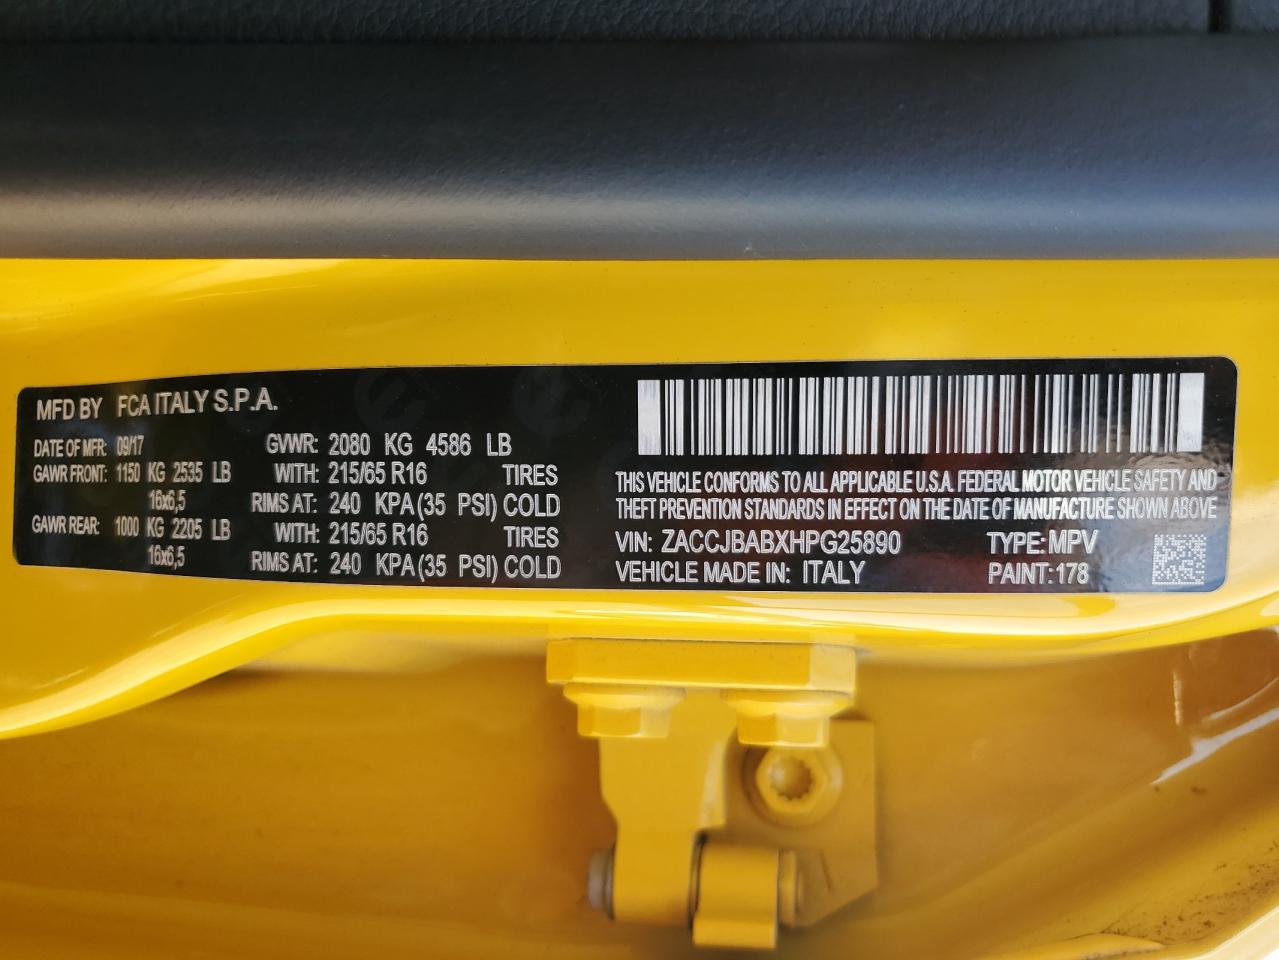 MFD BY FCA ITALY S.P.A.
DATE OF MFR: 09/17 GVWR: 2080 KG 4586 LB
GAWR FRONT: 1150 KG 2535 LB WITH: 215/65 R16 TIRES
16x6,5 RIMS AT: 240 KPA(35 PSI) COLD
GAWR REAR: 1000 KG 2205 LB WITH: 215/65 R16 TIRES
16x6,5 RIMS AT: 240 KPA(35 PSI) COLD
THIS VEHICLE CONFORMS TO ALL APPLICABLE U.S.A. FEDERAL MOTOR VEHICLE SAFETY AND
THEFT PREVENTION STANDARDS IN EFFECT ON THE DATE OF MANUFACTURE SHOWN ABOVE
VIN: ZACCJBABXHPG25890 TYPE: MPV
VEHICLE MADE IN: ITALY PAINT: 178